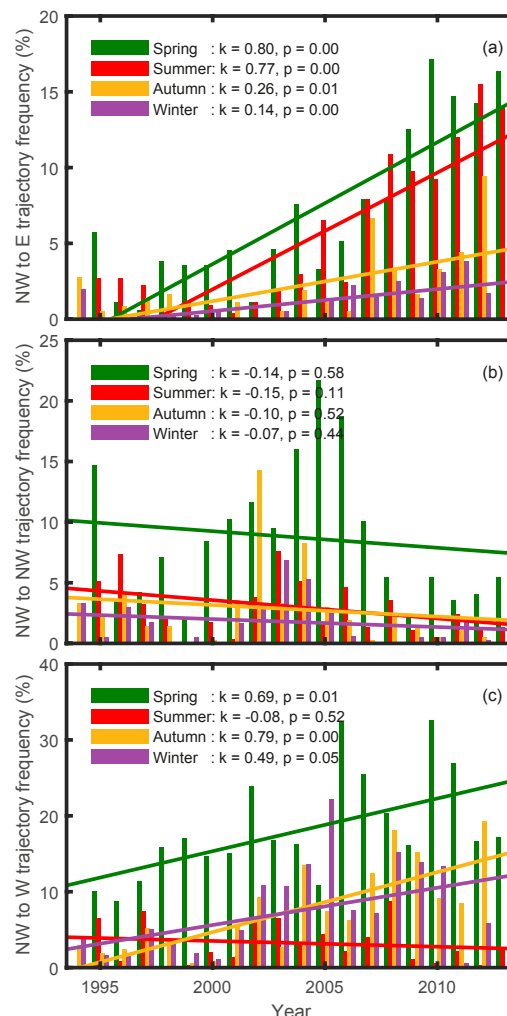 NW to E trajectory frequency (%)
20
15
10
5
0
(a)
Spring : k = 0.80, p = 0.00
Summer: k = 0.77, p = 0.00
Autumn : k = 0.26, p = 0.01
Winter : k = 0.14, p = 0.00
NW to NW trajectory frequency (%)
25
20
15
10
5
0
(b)
Spring : k = -0.14, p = 0.58
Summer: k = -0.15, p = 0.11
Autumn : k = -0.10, p = 0.52
Winter : k = -0.07, p = 0.44
NW to W trajectory frequency (%)
40
30
20
10
0
(c)
Spring : k = 0.69, p = 0.01
Summer: k = -0.08, p = 0.52
Autumn : k = 0.79, p = 0.00
Winter : k = 0.49, p = 0.05
1995 2000 2005 2010
Year